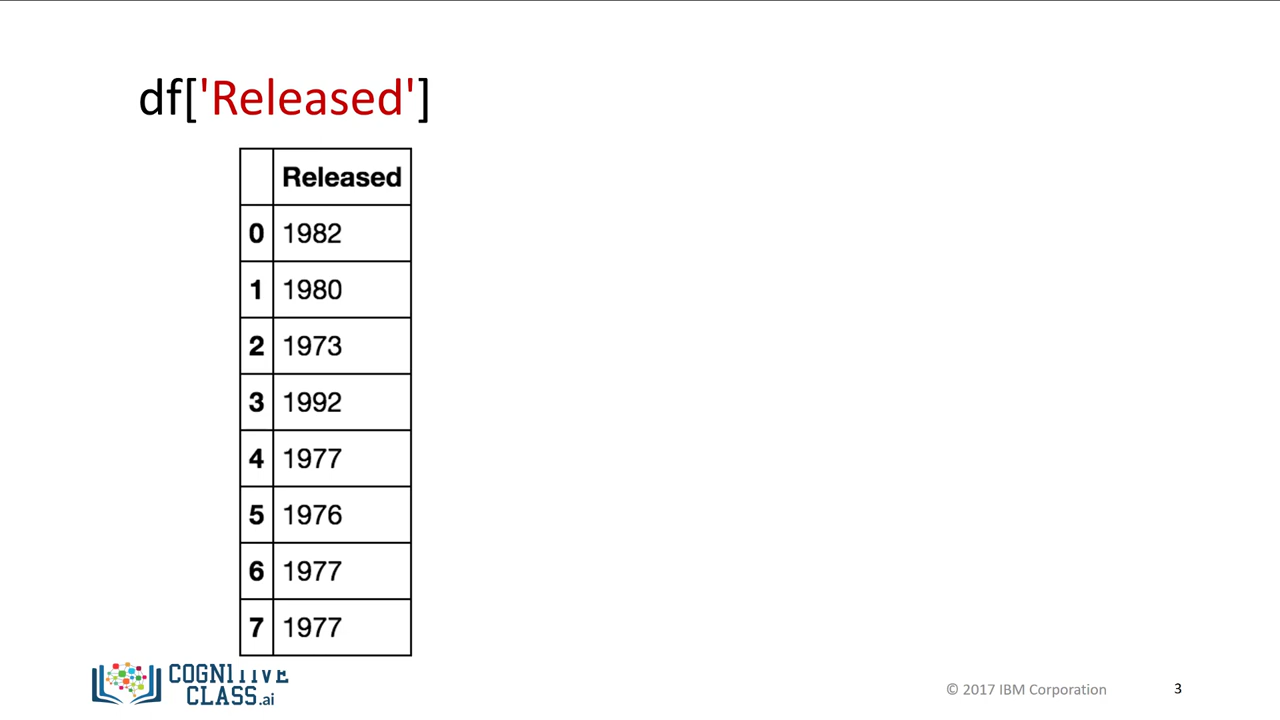 df['Released']
Released
0 1982
1 1980
2 1973
3 1992
4 1977
5 1976
6 1977
7 1977
COGNITIVE
CLASS.ai
© 2017 IBM Corporation 3